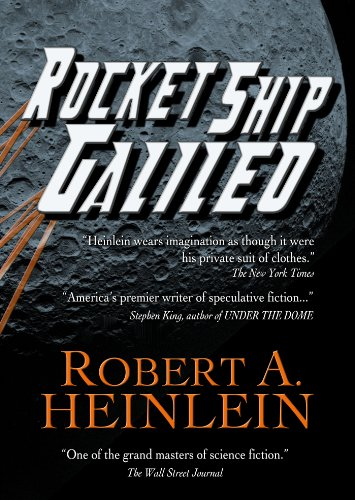 ROCKET SHIP
GALILEO
“Heinlein wears imagination as though it were
his private suit of clothes.”
The New York Times
“America's premier writer of speculative fiction...”
Stephen King, author of UNDER THE DOME
ROBERT A.
HEINLEIN
“One of the grand masters of science fiction.”
The Wall Street Journal